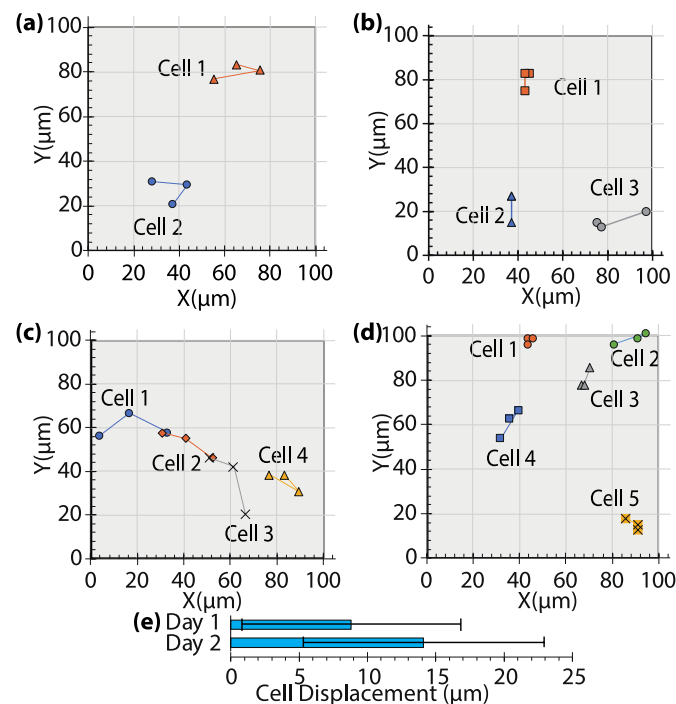 (a)
100
80
60
40
20
0
Y(μm)
Cell 1
Cell 2
0 20 40 60 80 100
X(μm)
(b)
100
80
60
40
20
0
Y(μm)
Cell 1
Cell 2
Cell 3
0 20 40 60 80 100
X(μm)
(c)
100
80
60
40
20
0
Y(μm)
Cell 1
Cell 2
Cell 3
Cell 4
0 20 40 60 80 100
X(μm)
(d)
100
80
60
40
20
0
Y(μm)
Cell 1
Cell 2
Cell 3
Cell 4
Cell 5
0 20 40 60 80 100
X(μm)
(e)
Day 1
Day 2
0 5 10 15 20 25
Cell Displacement (μm)